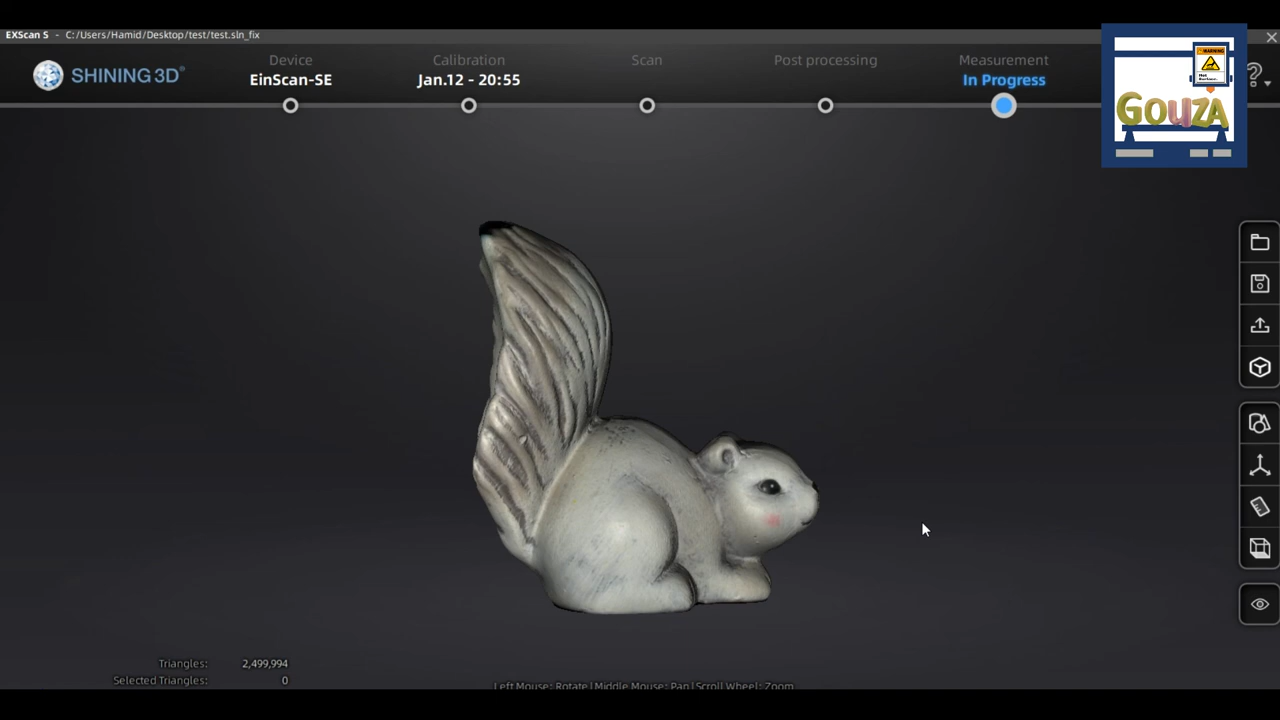 EXScan S - C:/Users/Hamid/Desktop/test/test.sln_fix
SHINING 3D®
Device
EinScan-SE
Calibration
Jan.12 - 20:55
Scan
Post processing
Measurement
In Progress
?
WARNING
GOUZA
Triangles: 2,499,994
Selected Triangles: 0
Left Mouse: Rotate|Middle Mouse: Pan|Scroll Wheel: Zoom